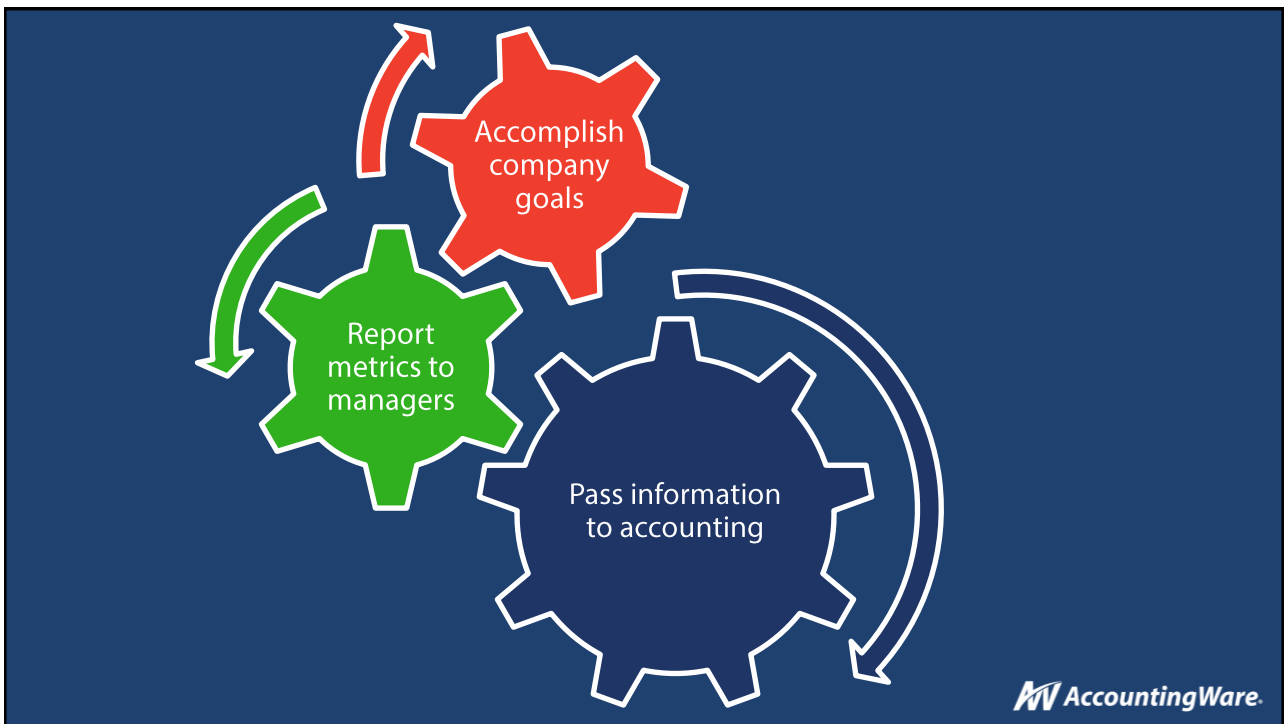 Accomplish
company
goals
Report
metrics to
managers
Pass information
to accounting
AccountingWare®